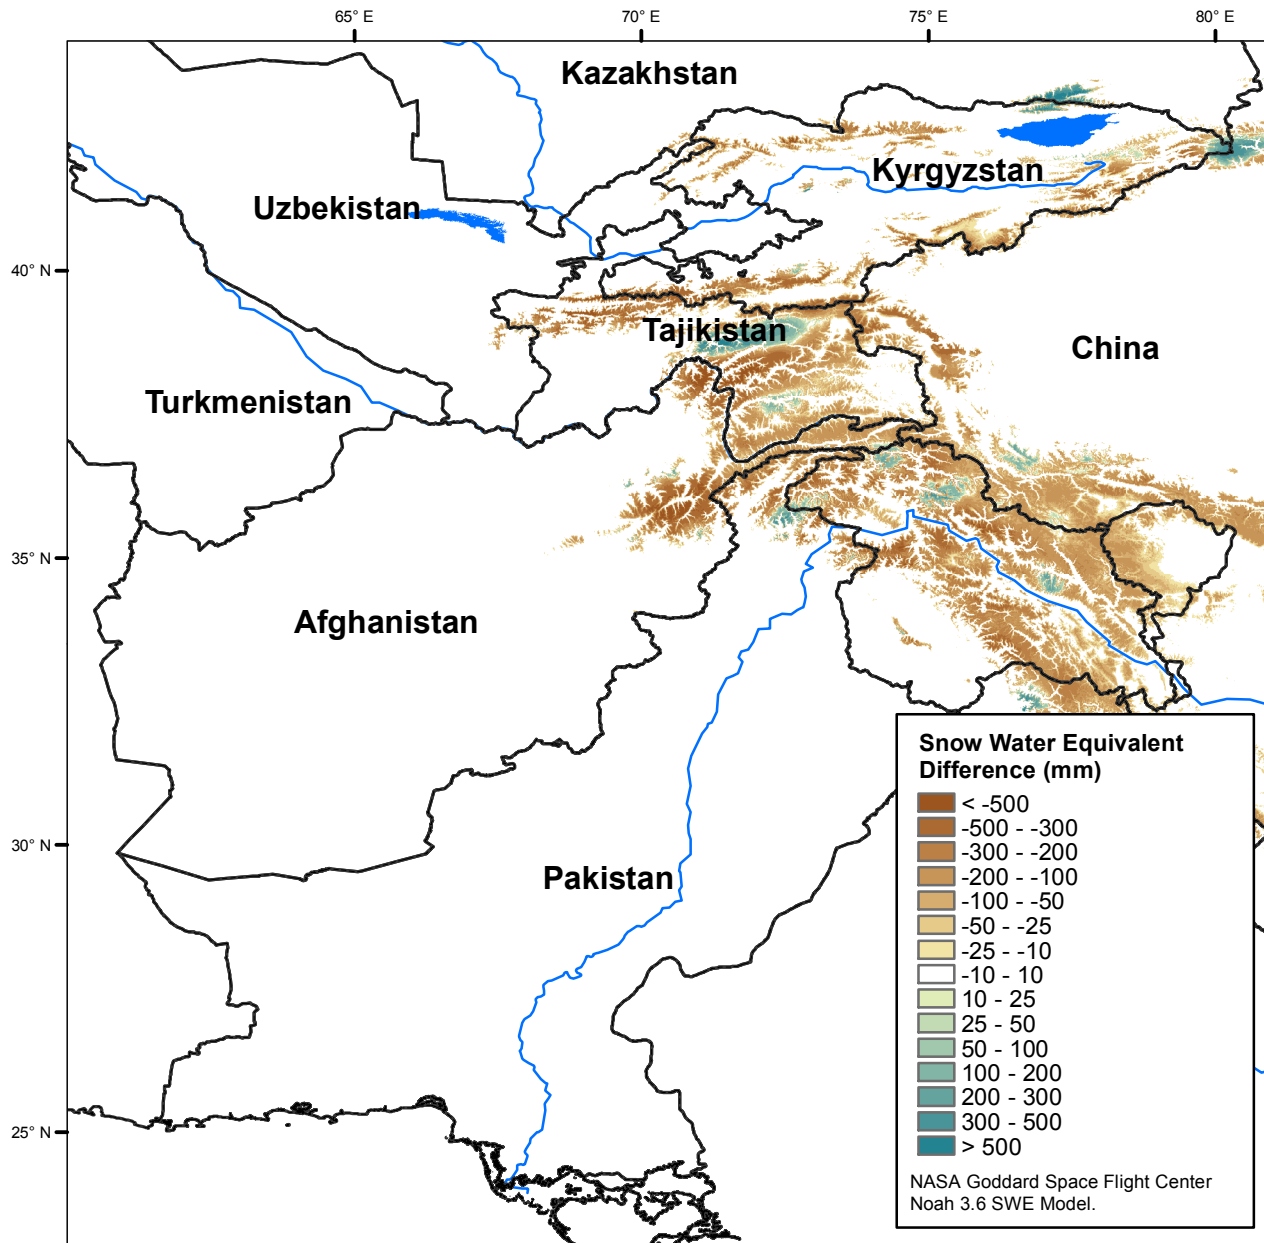 65° E
70° E
75° E
80° E
Kazakhstan
Kyrgyzstan
Uzbekistan
40° N
Tajikistan
China
Turkmenistan
35° N
Afghanistan
Snow Water Equivalent
Difference (mm)
< -500
-500 - -300
-300 - -200
-200 - -100
-100 - -50
-50 - -25
-25 - -10
-10 - 10
10 - 25
25 - 50
50 - 100
100 - 200
200 - 300
300 - 500
> 500
30° N
Pakistan
25° N
NASA Goddard Space Flight Center
Noah 3.6 SWE Model.